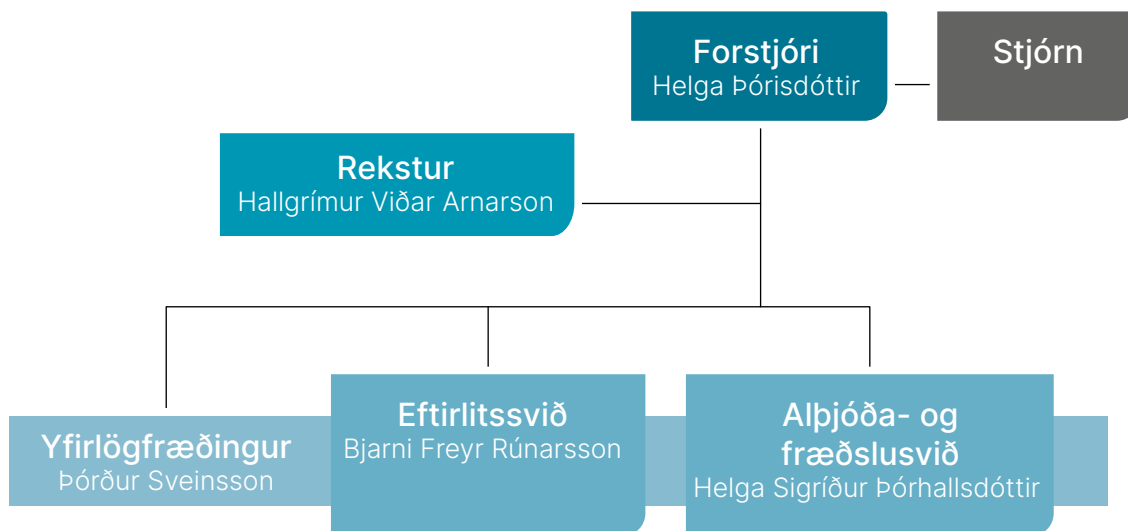 Forstjóri
Helga Þórisdóttir
Stjórn
Rekstur
Hallgrímur Viðar Arnarson
Yfirlögfræðingur
Þórður Sveinsson
Eftirlitssvið
Bjarni Freyr Rúnarsson
Alþjóða- og
fræðslusvið
Helga Sigríður Þórhallsdóttir